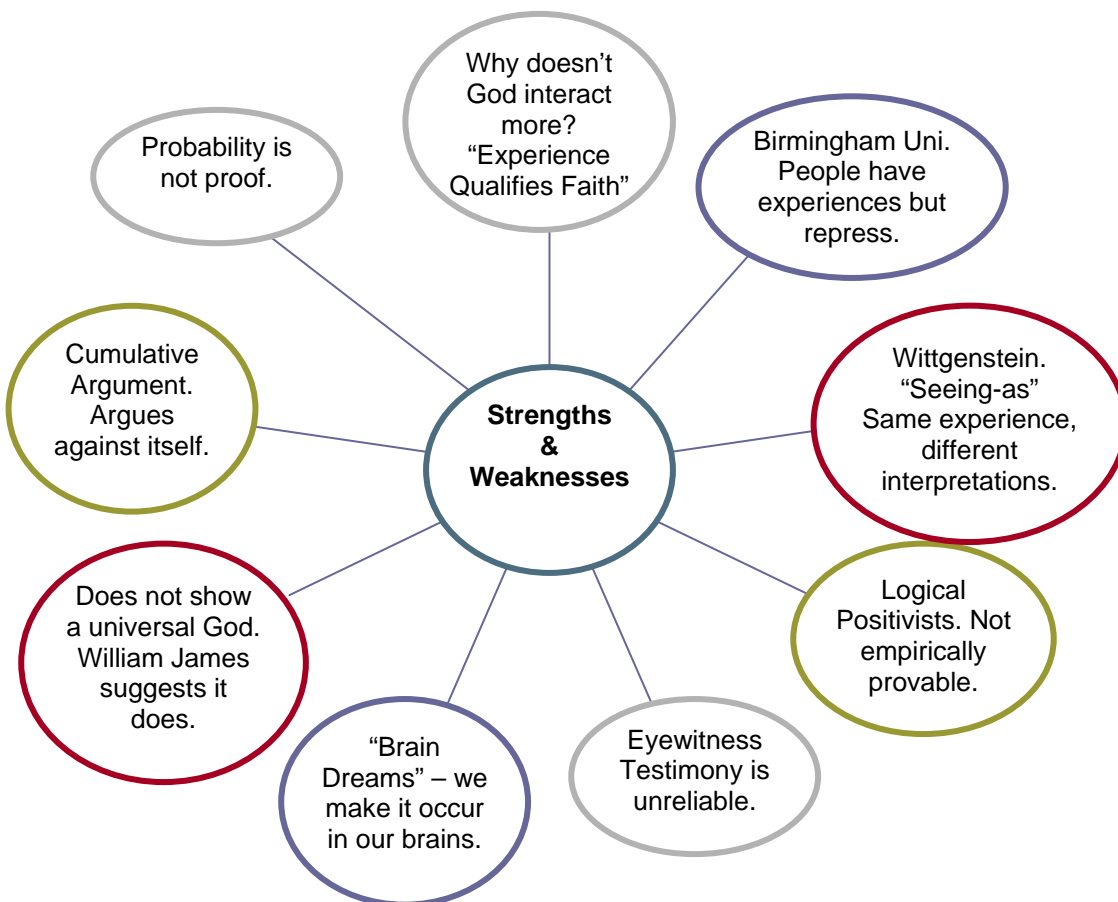 Why doesn’t
God interact
more?
“Experience
Qualifies Faith”
Probability is
not proof.
Birmingham Uni.
People have
experiences but
repress.
Cumulative
Argument.
Argues
against itself.
Strengths
&
Weaknesses
Wittgenstein.
“Seeing-as”
Same experience,
different
interpretations.
Does not show
a universal God.
William James
suggests it
does.
Logical
Positivists. Not
empirically
provable.
“Brain
Dreams” – we
make it occur
in our brains.
Eyewitness
Testimony is
unreliable.